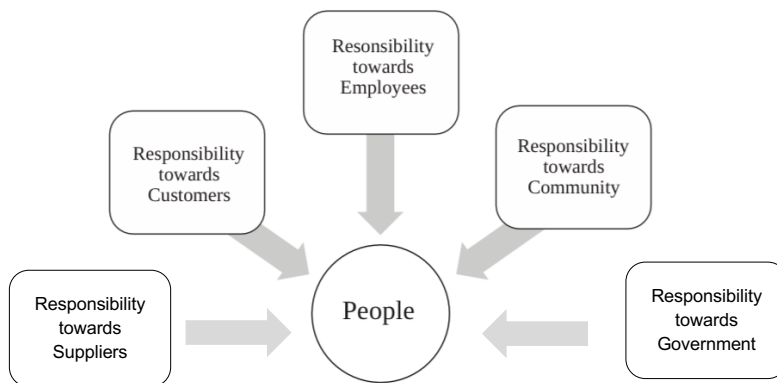 Resonsibility
towards
Employees
Responsibility
towards
Customers
Responsibility
towards
Community
Responsibility
towards
Suppliers
People
Responsibility
towards
Government